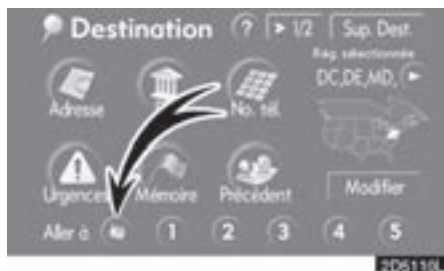 Destination ? 1/2 Sup. Dest.
Rég. sélectionnée
DC,DE,MD,
Adresse No. tél.
Urgences Mémoire Précédent Modifier
Aller à 1 2 3 4 5
2D5110L